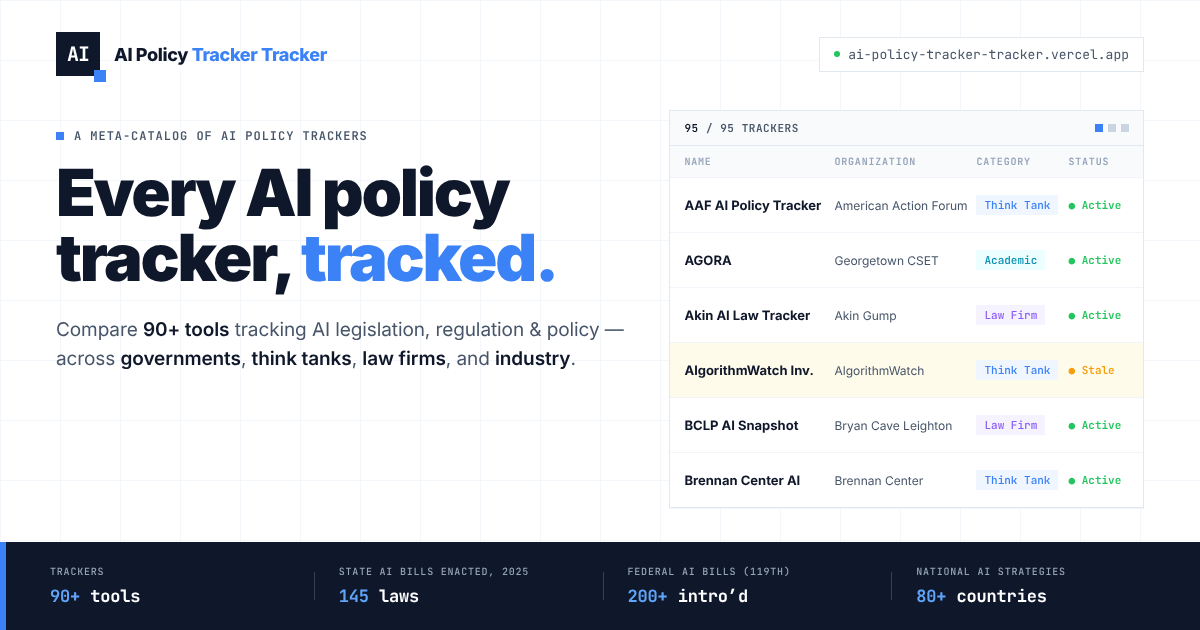 AI
AI Policy Tracker Tracker
ai-policy-tracker-tracker.vercel.app
A META-CATALOG OF AI POLICY TRACKERS
Every AI policy
tracker, tracked.
Compare 90+ tools tracking AI legislation, regulation & policy —
across governments, think tanks, law firms, and industry.
95 / 95 TRACKERS
NAME ORGANIZATION CATEGORY STATUS
AAF AI Policy Tracker American Action Forum Think Tank Active
AGORA Georgetown CSET Academic Active
Akin AI Law Tracker Akin Gump Law Firm Active
AlgorithmWatch Inv. AlgorithmWatch Think Tank Stale
BCLP AI Snapshot Bryan Cave Leighton Law Firm Active
Brennan Center AI Brennan Center Think Tank Active
TRACKERS
90+ tools
STATE AI BILLS ENACTED, 2025
145 laws
FEDERAL AI BILLS (119TH)
200+ intro’d
NATIONAL AI STRATEGIES
80+ countries